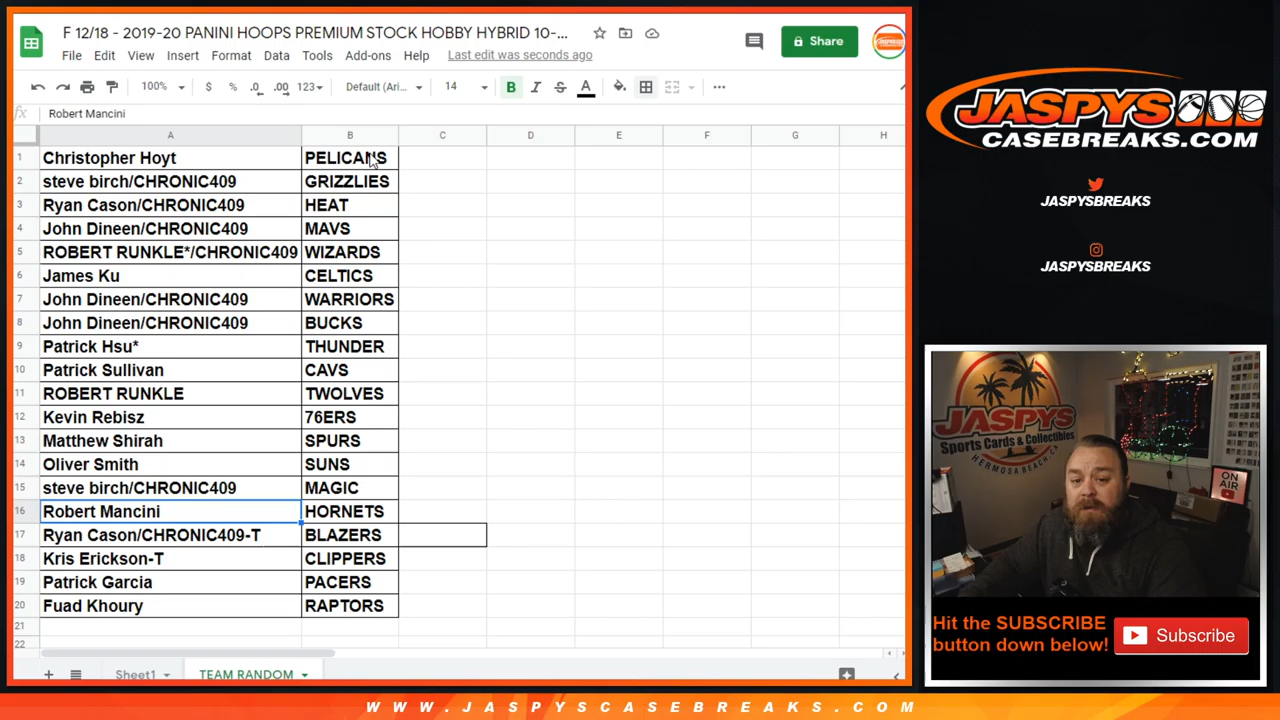 F 12/18 - 2019-20 PANINI HOOPS PREMIUM STOCK HOBBY HYBRID 10-...
File Edit View Insert Format Data Tools Add-ons Help Last edit was seconds ago
Share
100% $ % .0 .00 123 Default (Ari... 14 B I S A ...
fx Robert Mancini
A B C D E F G H
1 Christopher Hoyt PELICANS
2 steve birch/CHRONIC409 GRIZZLIES
3 Ryan Cason/CHRONIC409 HEAT
4 John Dineen/CHRONIC409 MAVS
5 ROBERT RUNKLE*/CHRONIC409 WIZARDS
6 James Ku CELTICS
7 John Dineen/CHRONIC409 WARRIORS
8 John Dineen/CHRONIC409 BUCKS
9 Patrick Hsu* THUNDER
10 Patrick Sullivan CAVS
11 ROBERT RUNKLE TWOLVES
12 Kevin Rebisz 76ERS
13 Matthew Shirah SPURS
14 Oliver Smith SUNS
15 steve birch/CHRONIC409 MAGIC
16 Robert Mancini HORNETS
17 Ryan Cason/CHRONIC409-T BLAZERS
18 Kris Erickson-T CLIPPERS
19 Patrick Garcia PACERS
20 Fuad Khoury RAPTORS
21
22
Sheet1 TEAM RANDOM
JASPYS
CASEBREAKS.COM
JASPYSBREAKS
JASPYSBREAKS
JASPYS
Sports Cards & Collectibles
HERMOSA BEACH, CA
ON AIR
Hit the SUBSCRIBE
button down below!
Subscribe
WWW.JASPYSCASEBREAKS.COM